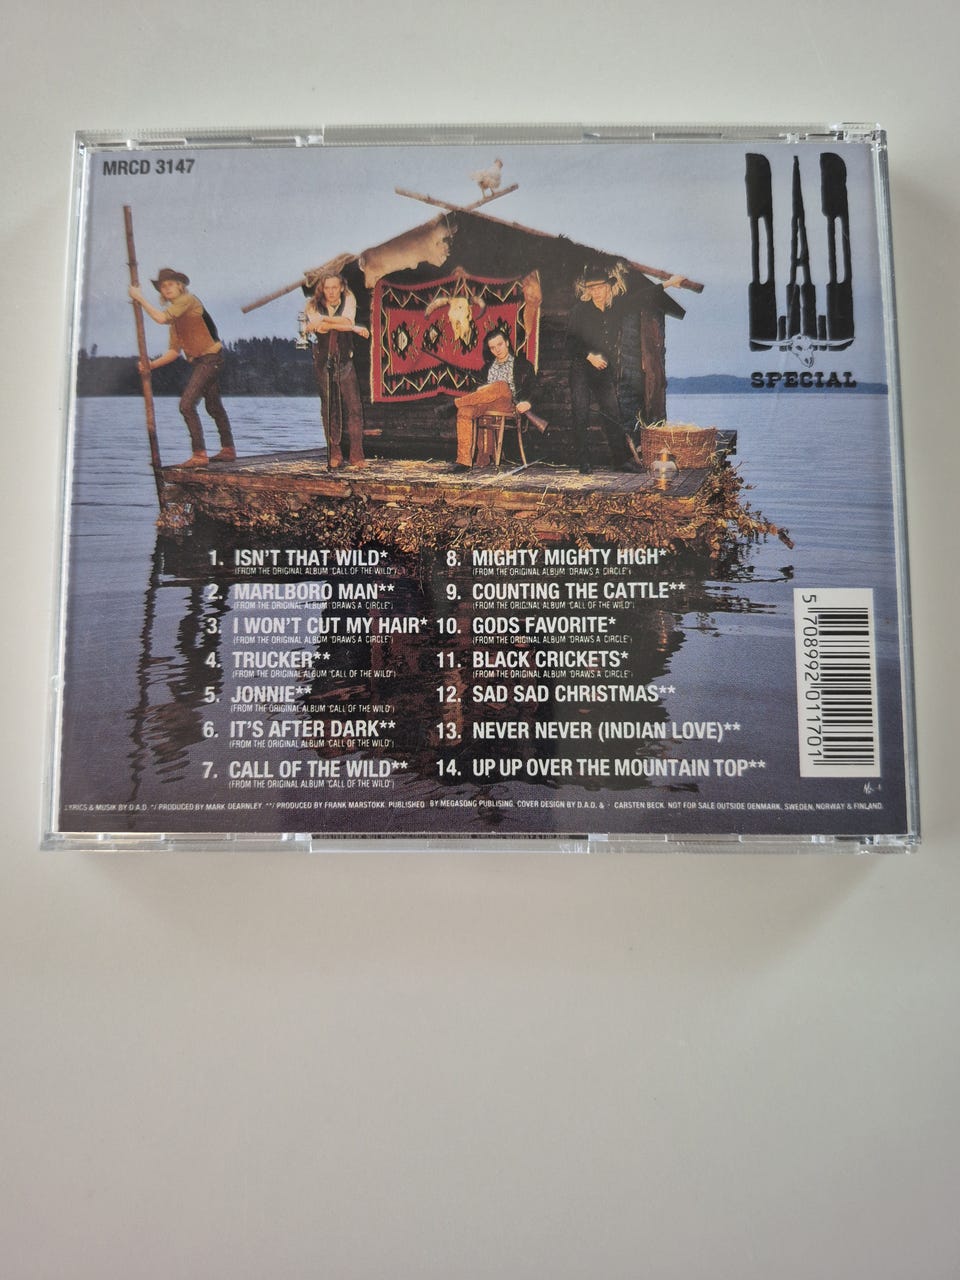 MRCD 3147
D.A.D
SPECIAL
1. ISN'T THAT WILD*
(FROM THE ORIGINAL ALBUM 'CALL OF THE WILD')
2. MARLBORO MAN**
(FROM THE ORIGINAL ALBUM 'DRAWS A CIRCLE')
3. I WON'T CUT MY HAIR*
(FROM THE ORIGINAL ALBUM 'DRAWS A CIRCLE')
4. TRUCKER**
(FROM THE ORIGINAL ALBUM 'CALL OF THE WILD')
5. JONNIE**
(FROM THE ORIGINAL ALBUM 'CALL OF THE WILD')
6. IT'S AFTER DARK**
(FROM THE ORIGINAL ALBUM 'CALL OF THE WILD')
7. CALL OF THE WILD**
(FROM THE ORIGINAL ALBUM 'CALL OF THE WILD')
8. MIGHTY MIGHTY HIGH*
(FROM THE ORIGINAL ALBUM 'DRAWS A CIRCLE')
9. COUNTING THE CATTLE**
(FROM THE ORIGINAL ALBUM 'CALL OF THE WILD')
10. GODS FAVORITE*
(FROM THE ORIGINAL ALBUM 'DRAWS A CIRCLE')
11. BLACK CRICKETS*
(FROM THE ORIGINAL ALBUM 'DRAWS A CIRCLE')
12. SAD SAD CHRISTMAS**
13. NEVER NEVER (INDIAN LOVE)**
14. UP UP OVER THE MOUNTAIN TOP**
5 708992 011701
LYRICS & MUSIK BY D.A.D. */ PRODUCED BY MARK DEARNLEY. **/ PRODUCED BY FRANK MARSTOKK. PUBLISHED BY MEGASONG PUBLISING. COVER DESIGN BY D.A.D. & CARSTEN BECK. NOT FOR SALE OUTSIDE DENMARK, SWEDEN, NORWAY & FINLAND.